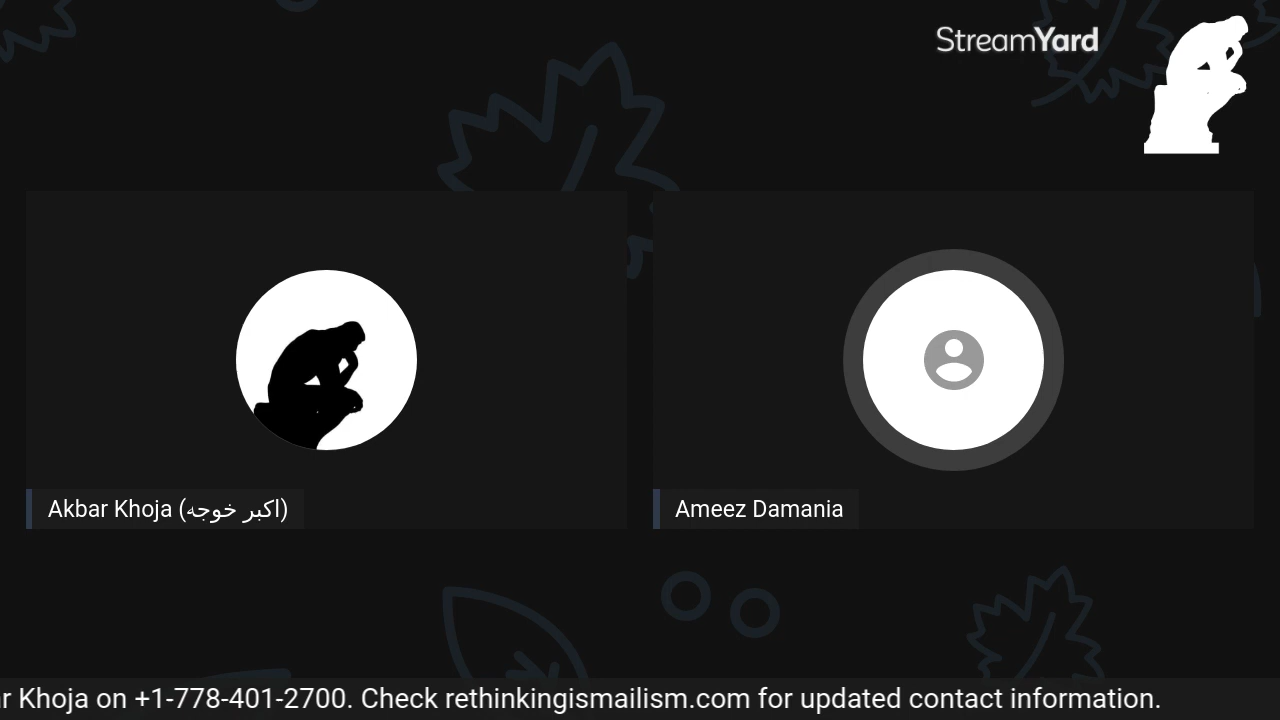 StreamYard
Akbar Khoja (اکبر خوجه)
Ameez Damania
r Khoja on +1-778-401-2700. Check rethinkingismailism.com for updated contact information.